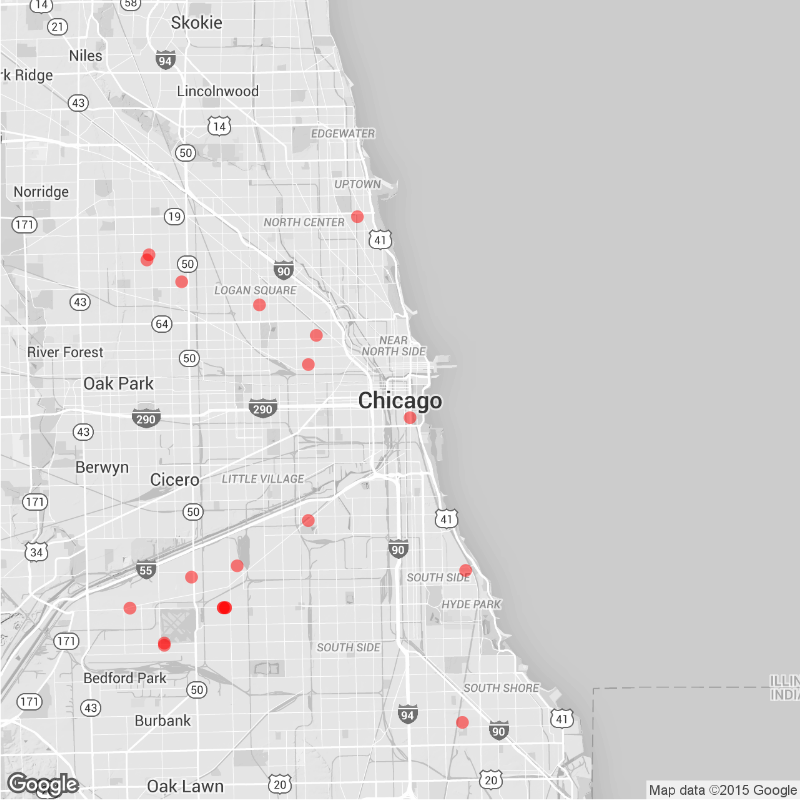 14
58
Skokie
21
Niles
94
rk Ridge
Lincolnwood
43
14
EDGEWATER
50
UPTOWN
Norridge
19
171
NORTH CENTER
41
50
90
LOGAN SQUARE
43
64
NEAR
NORTH SIDE
River Forest
50
Oak Park
Chicago
290
290
43
Berwyn
Cicero
LITTLE VILLAGE
171
50
41
34
90
55
SOUTH SIDE
HYDE PARK
171
SOUTH SIDE
Bedford Park
ILLIN
INDIA
50
SOUTH SHORE
171
43
Burbank
94
41
90
Google
Oak Lawn
20
20
Map data ©2015 Google